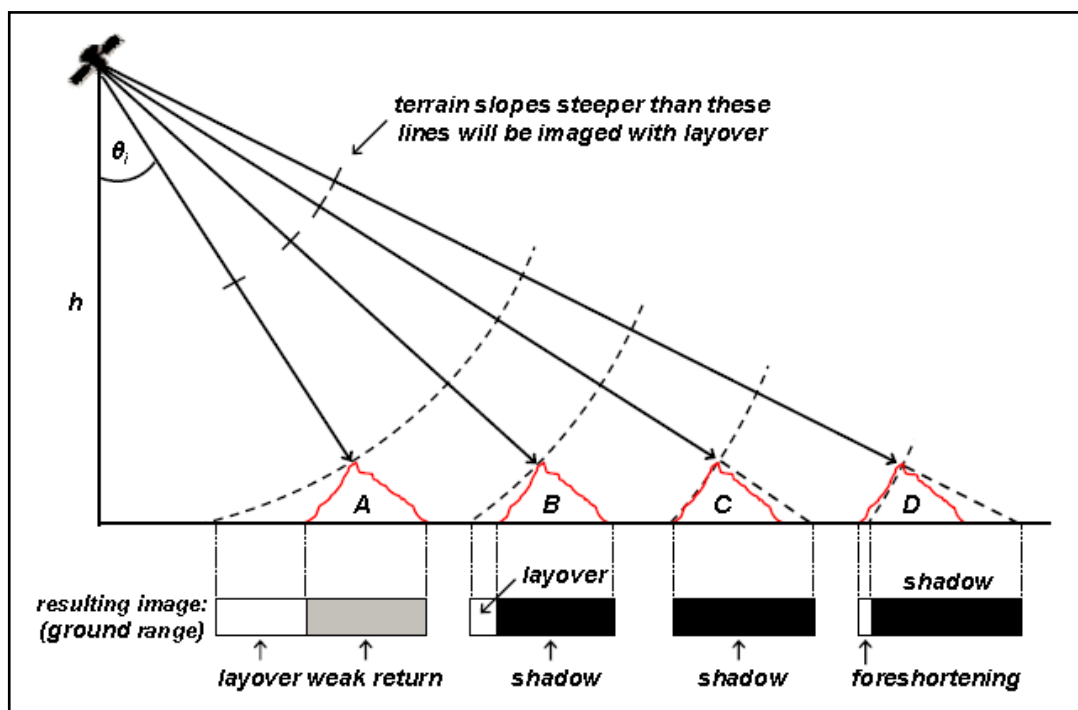 terrain slopes steeper than these
lines will be imaged with layover
θi
h
A
B
C
D
layover
shadow
resulting image:
(ground range)
layover weak return
shadow
shadow
foreshortening